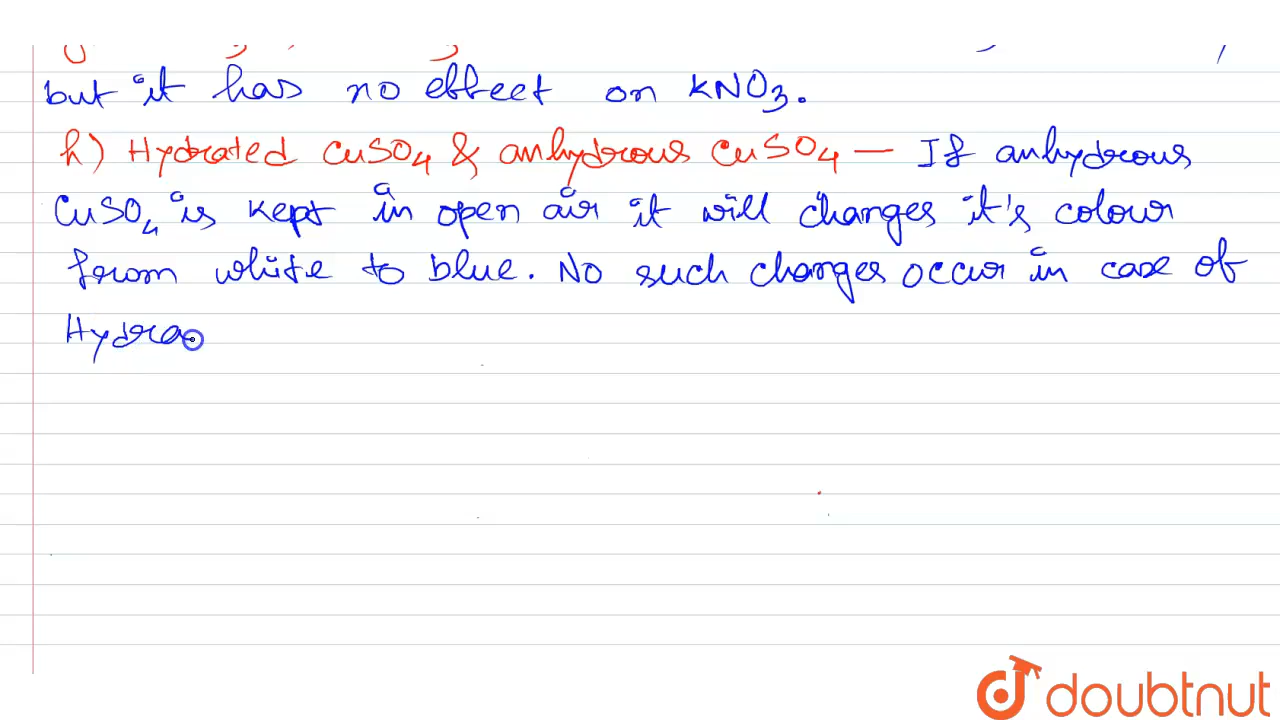 but it has no effect on KNO3.
h) Hydrated CuSO4 & anhydrous CuSO4 — If anhydrous
CuSO4 is kept in open air it will changes it's colour
from white to blue. No such changes occur in case of
Hydra
doubtnut